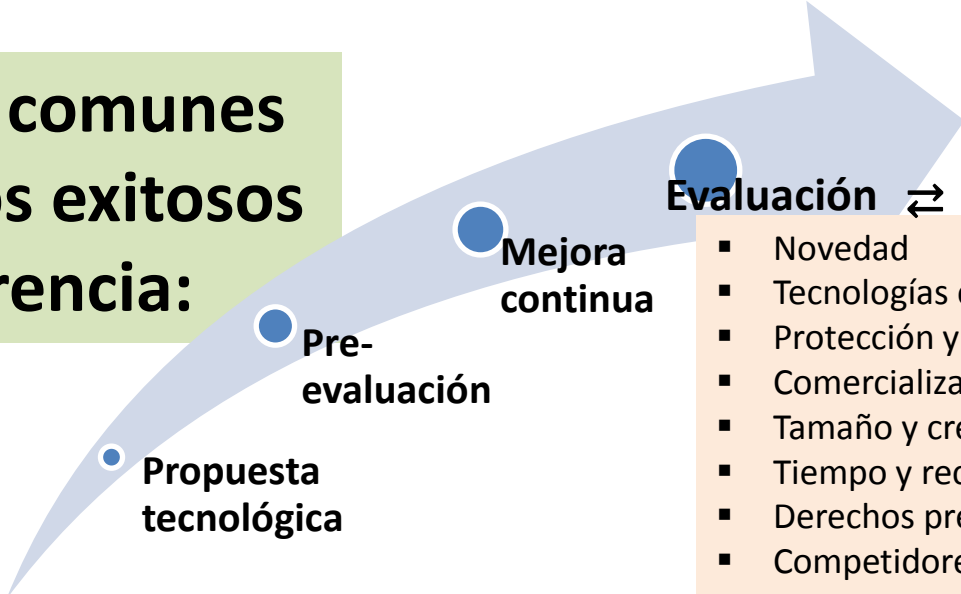 comunes
os exitosos
rencia:
Evaluación ⇄
Mejora
continua
Pre-
evaluación
Propuesta
tecnológica
▪ Novedad
▪ Tecnologías
▪ Protección y
▪ Comercializa
▪ Tamaño y cre
▪ Tiempo y rec
▪ Derechos pre
▪ Competidore